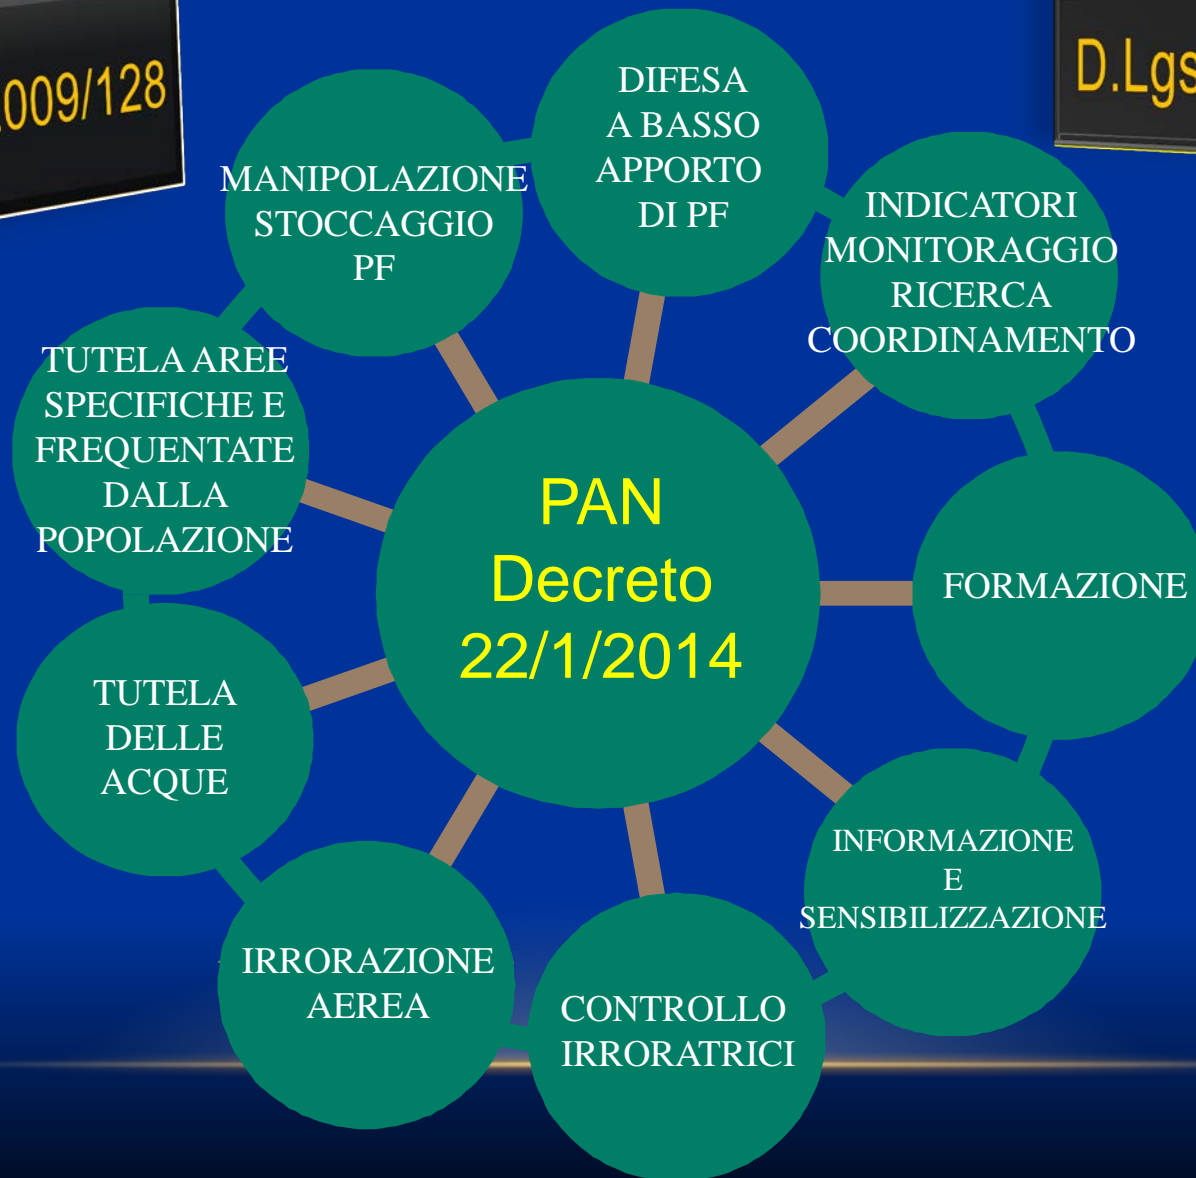 009/128
D.Lgs
DIFESA
A BASSO
APPORTO
DI PF
MANIPOLAZIONE
STOCCAGGIO
PF
INDICATORI
MONITORAGGIO
RICERCA
COORDINAMENTO
TUTELA AREE
SPECIFICHE E
FREQUENTATE
DALLA
POPOLAZIONE
PAN
Decreto
22/1/2014
FORMAZIONE
TUTELA
DELLE
ACQUE
INFORMAZIONE
E
SENSIBILIZZAZIONE
IRRORAZIONE
AEREA
CONTROLLO
IRRORATRICI